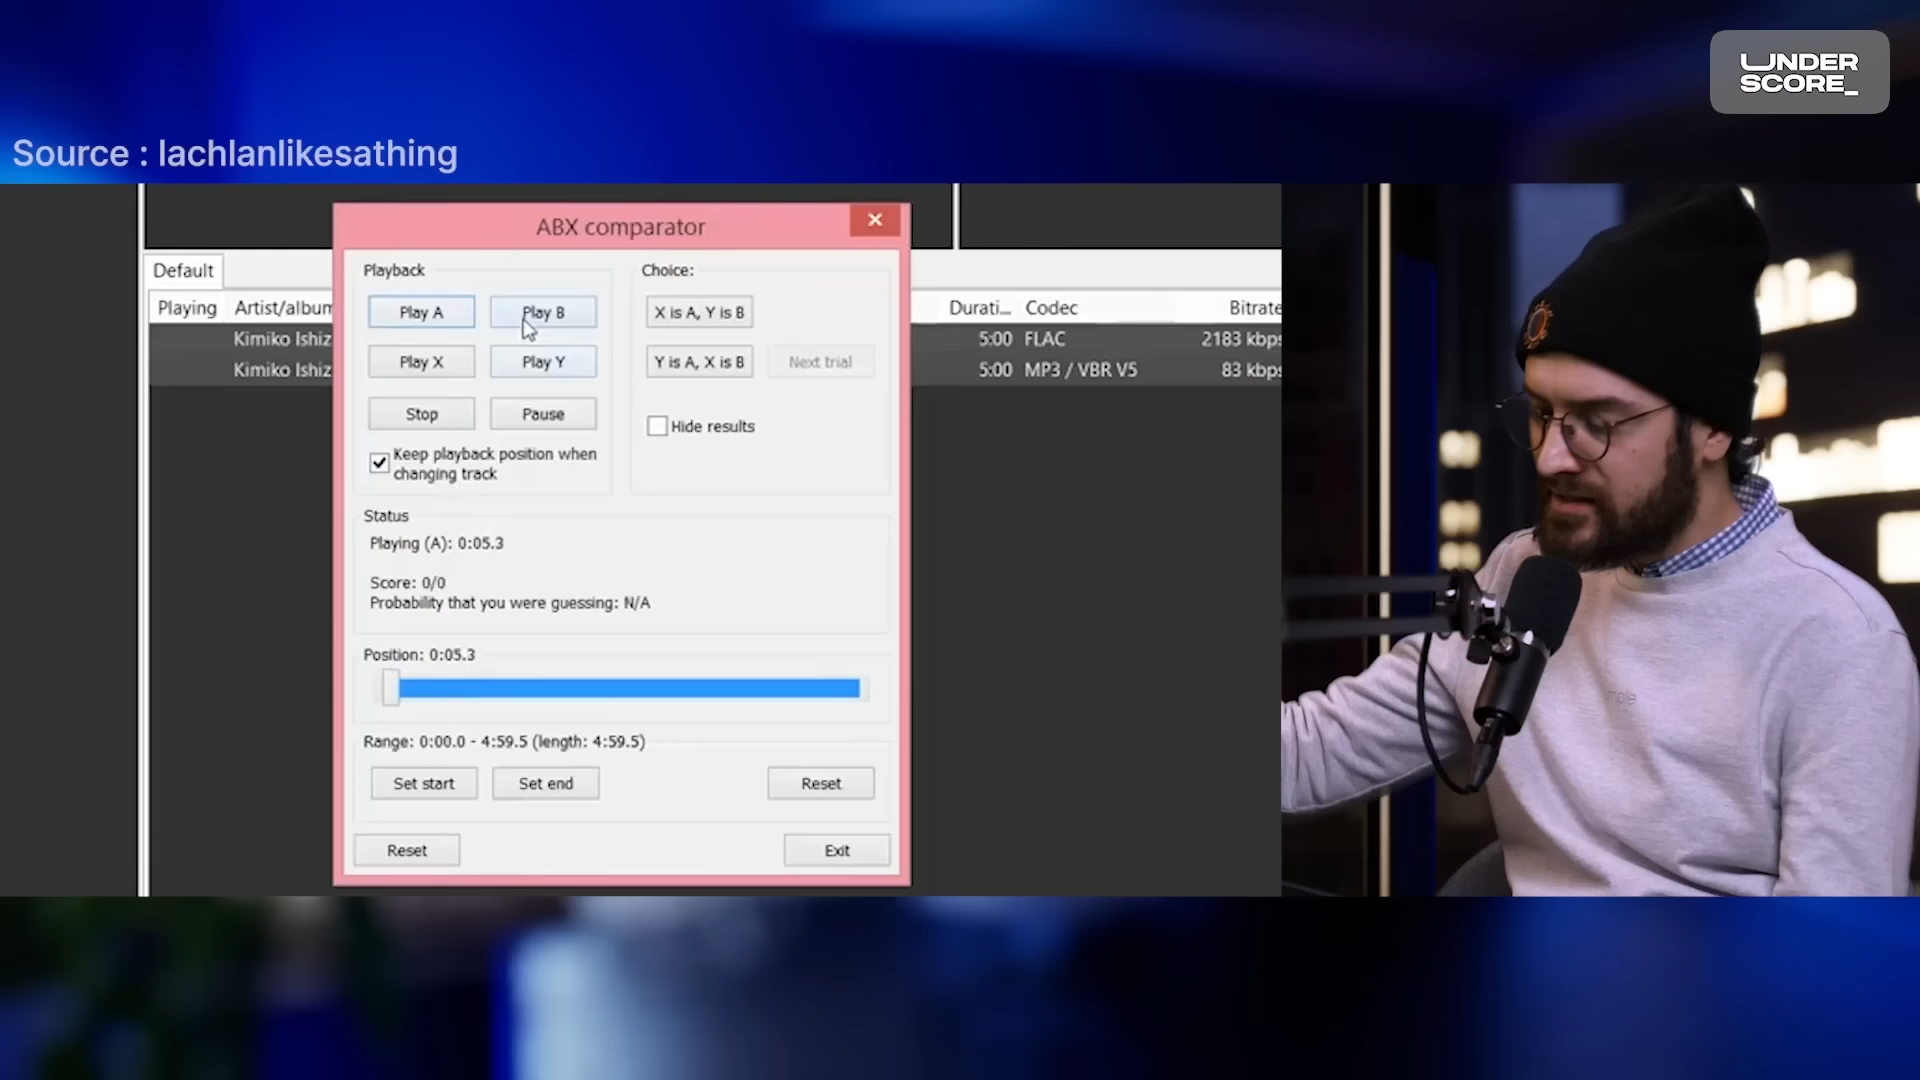 UNDER
SCORE_
Source : lachlanlikesathing
ABX comparator
Default
Playing Artist/album
Durati... Codec Bitrate
Kimiko Ishiz
5:00 FLAC 2183 kbps
Kimiko Ishiz
5:00 MP3 / VBR V5 83 kbps
Playback
Play A
Play B
Play X
Play Y
Stop
Pause
Keep playback position when
changing track
Choice:
X is A, Y is B
Y is A, X is B
Next trial
Hide results
Status
Playing (A): 0:05.3
Score: 0/0
Probability that you were guessing: N/A
Position: 0:05.3
Range: 0:00.0 - 4:59.5 (length: 4:59.5)
Set start
Set end
Reset
Reset
Exit